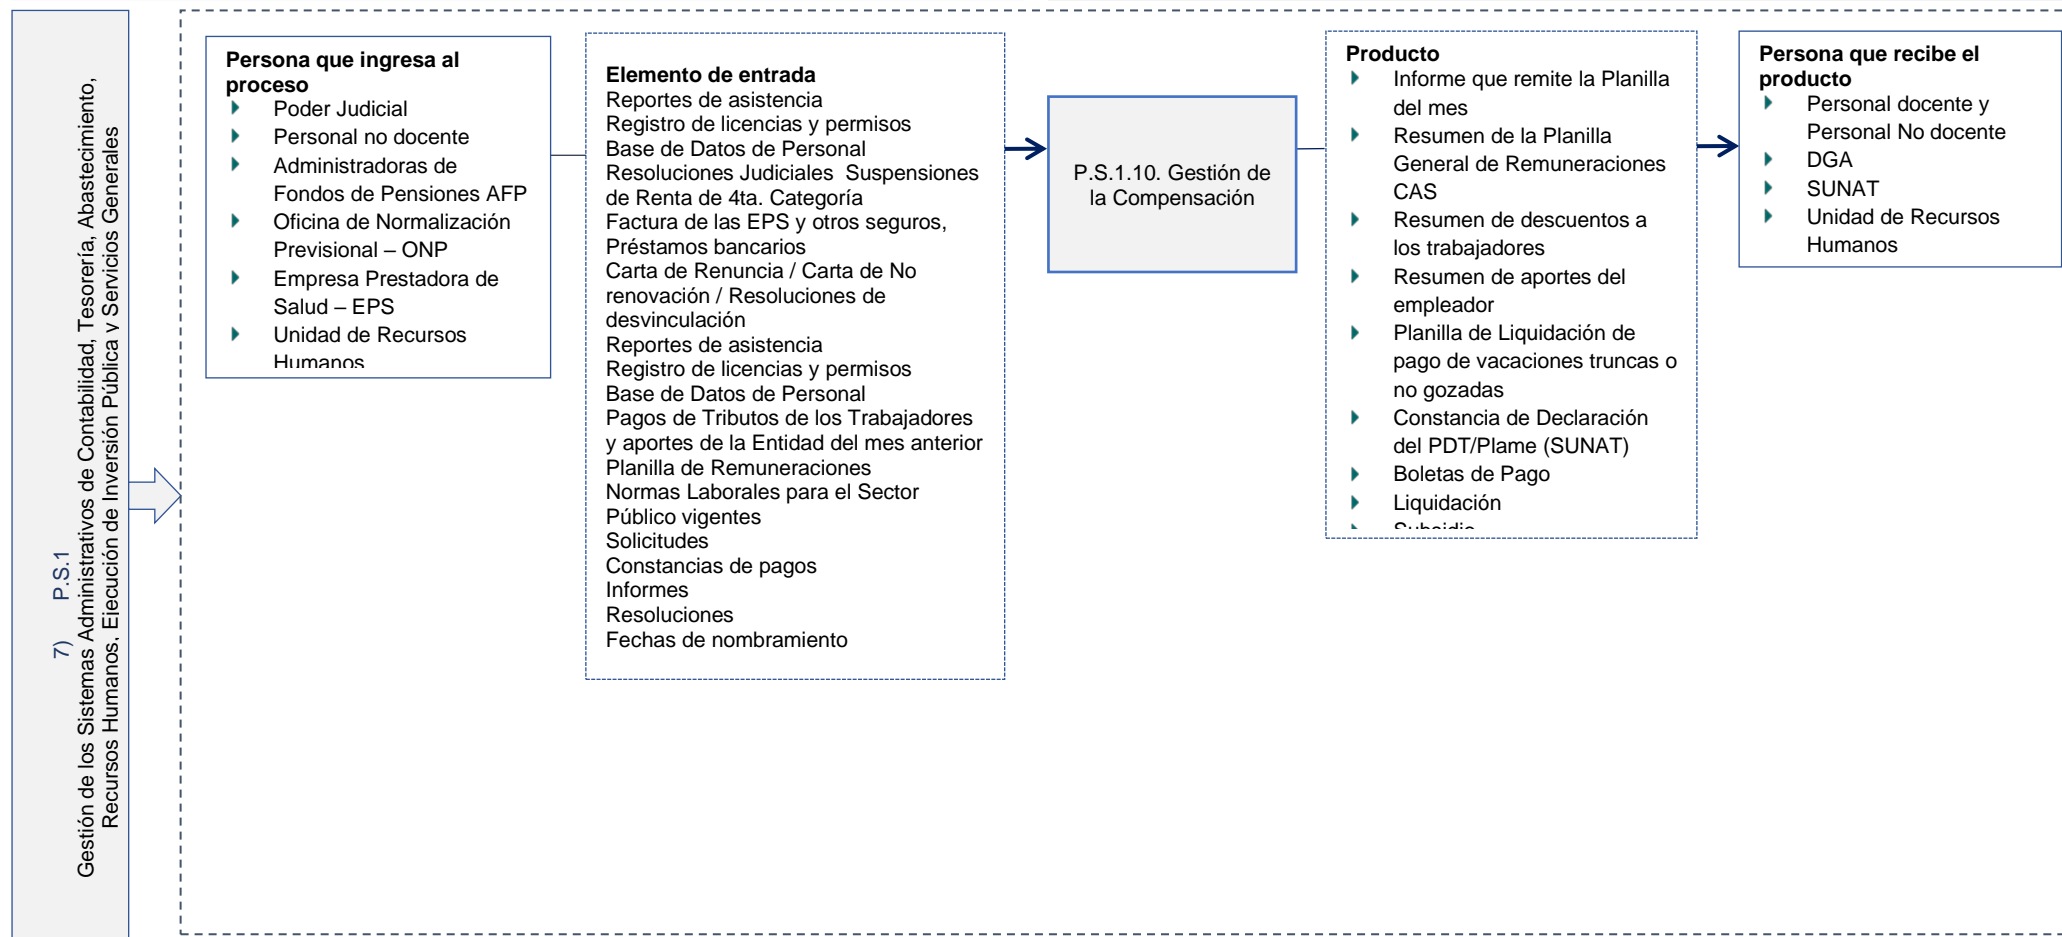 7) P.S.1
Gestión de los Sistemas Administrativos de Contabilidad, Tesorería, Abastecimiento,
Recursos Humanos, Ejecución de Inversión Pública y Servicios Generales
Persona que ingresa al
proceso
Poder Judicial
Personal no docente
Administradoras de
Fondos de Pensiones AFP
Oficina de Normalización
Previsional – ONP
Empresa Prestadora de
Salud – EPS
Unidad de Recursos
Humanos
Elemento de entrada
Reportes de asistencia
Registro de licencias y permisos
Base de Datos de Personal
Resoluciones Judiciales  Suspensiones
de Renta de 4ta. Categoría
Factura de las EPS y otros seguros,
Préstamos bancarios
Carta de Renuncia / Carta de No
renovación / Resoluciones de
desvinculación
Reportes de asistencia
Registro de licencias y permisos
Base de Datos de Personal
Pagos de Tributos de los Trabajadores
y aportes de la Entidad del mes anterior
Planilla de Remuneraciones
Normas Laborales para el Sector
Público vigentes
Solicitudes
Constancias de pagos
Informes
Resoluciones
Fechas de nombramiento
P.S.1.10. Gestión de
la Compensación
Producto
Informe que remite la Planilla
del mes
Resumen de la Planilla
General de Remuneraciones
CAS
Resumen de descuentos a
los trabajadores
Resumen de aportes del
empleador
Planilla de Liquidación de
pago de vacaciones truncas o
no gozadas
Constancia de Declaración
del PDT/Plame (SUNAT)
Boletas de Pago
Liquidación
Subsidio
Persona que recibe el
producto
Personal docente y
Personal No docente
DGA
SUNAT
Unidad de Recursos
Humanos